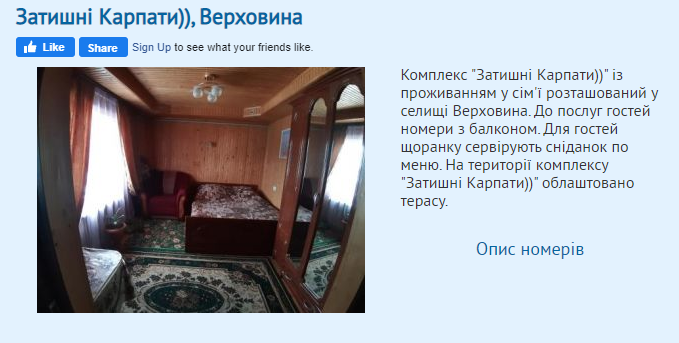 Затишні Карпати)), Верховина
Like Share Sign Up to see what your friends like.
Комплекс "Затишні Карпати))" із
проживанням у сім'ї розташований у
селищі Верховина. До послуг гостей
номери з балконом. Для гостей
щоранку сервірують сніданок по
меню. На території комплексу
"Затишні Карпати))" облаштовано
терасу.
Опис номерів